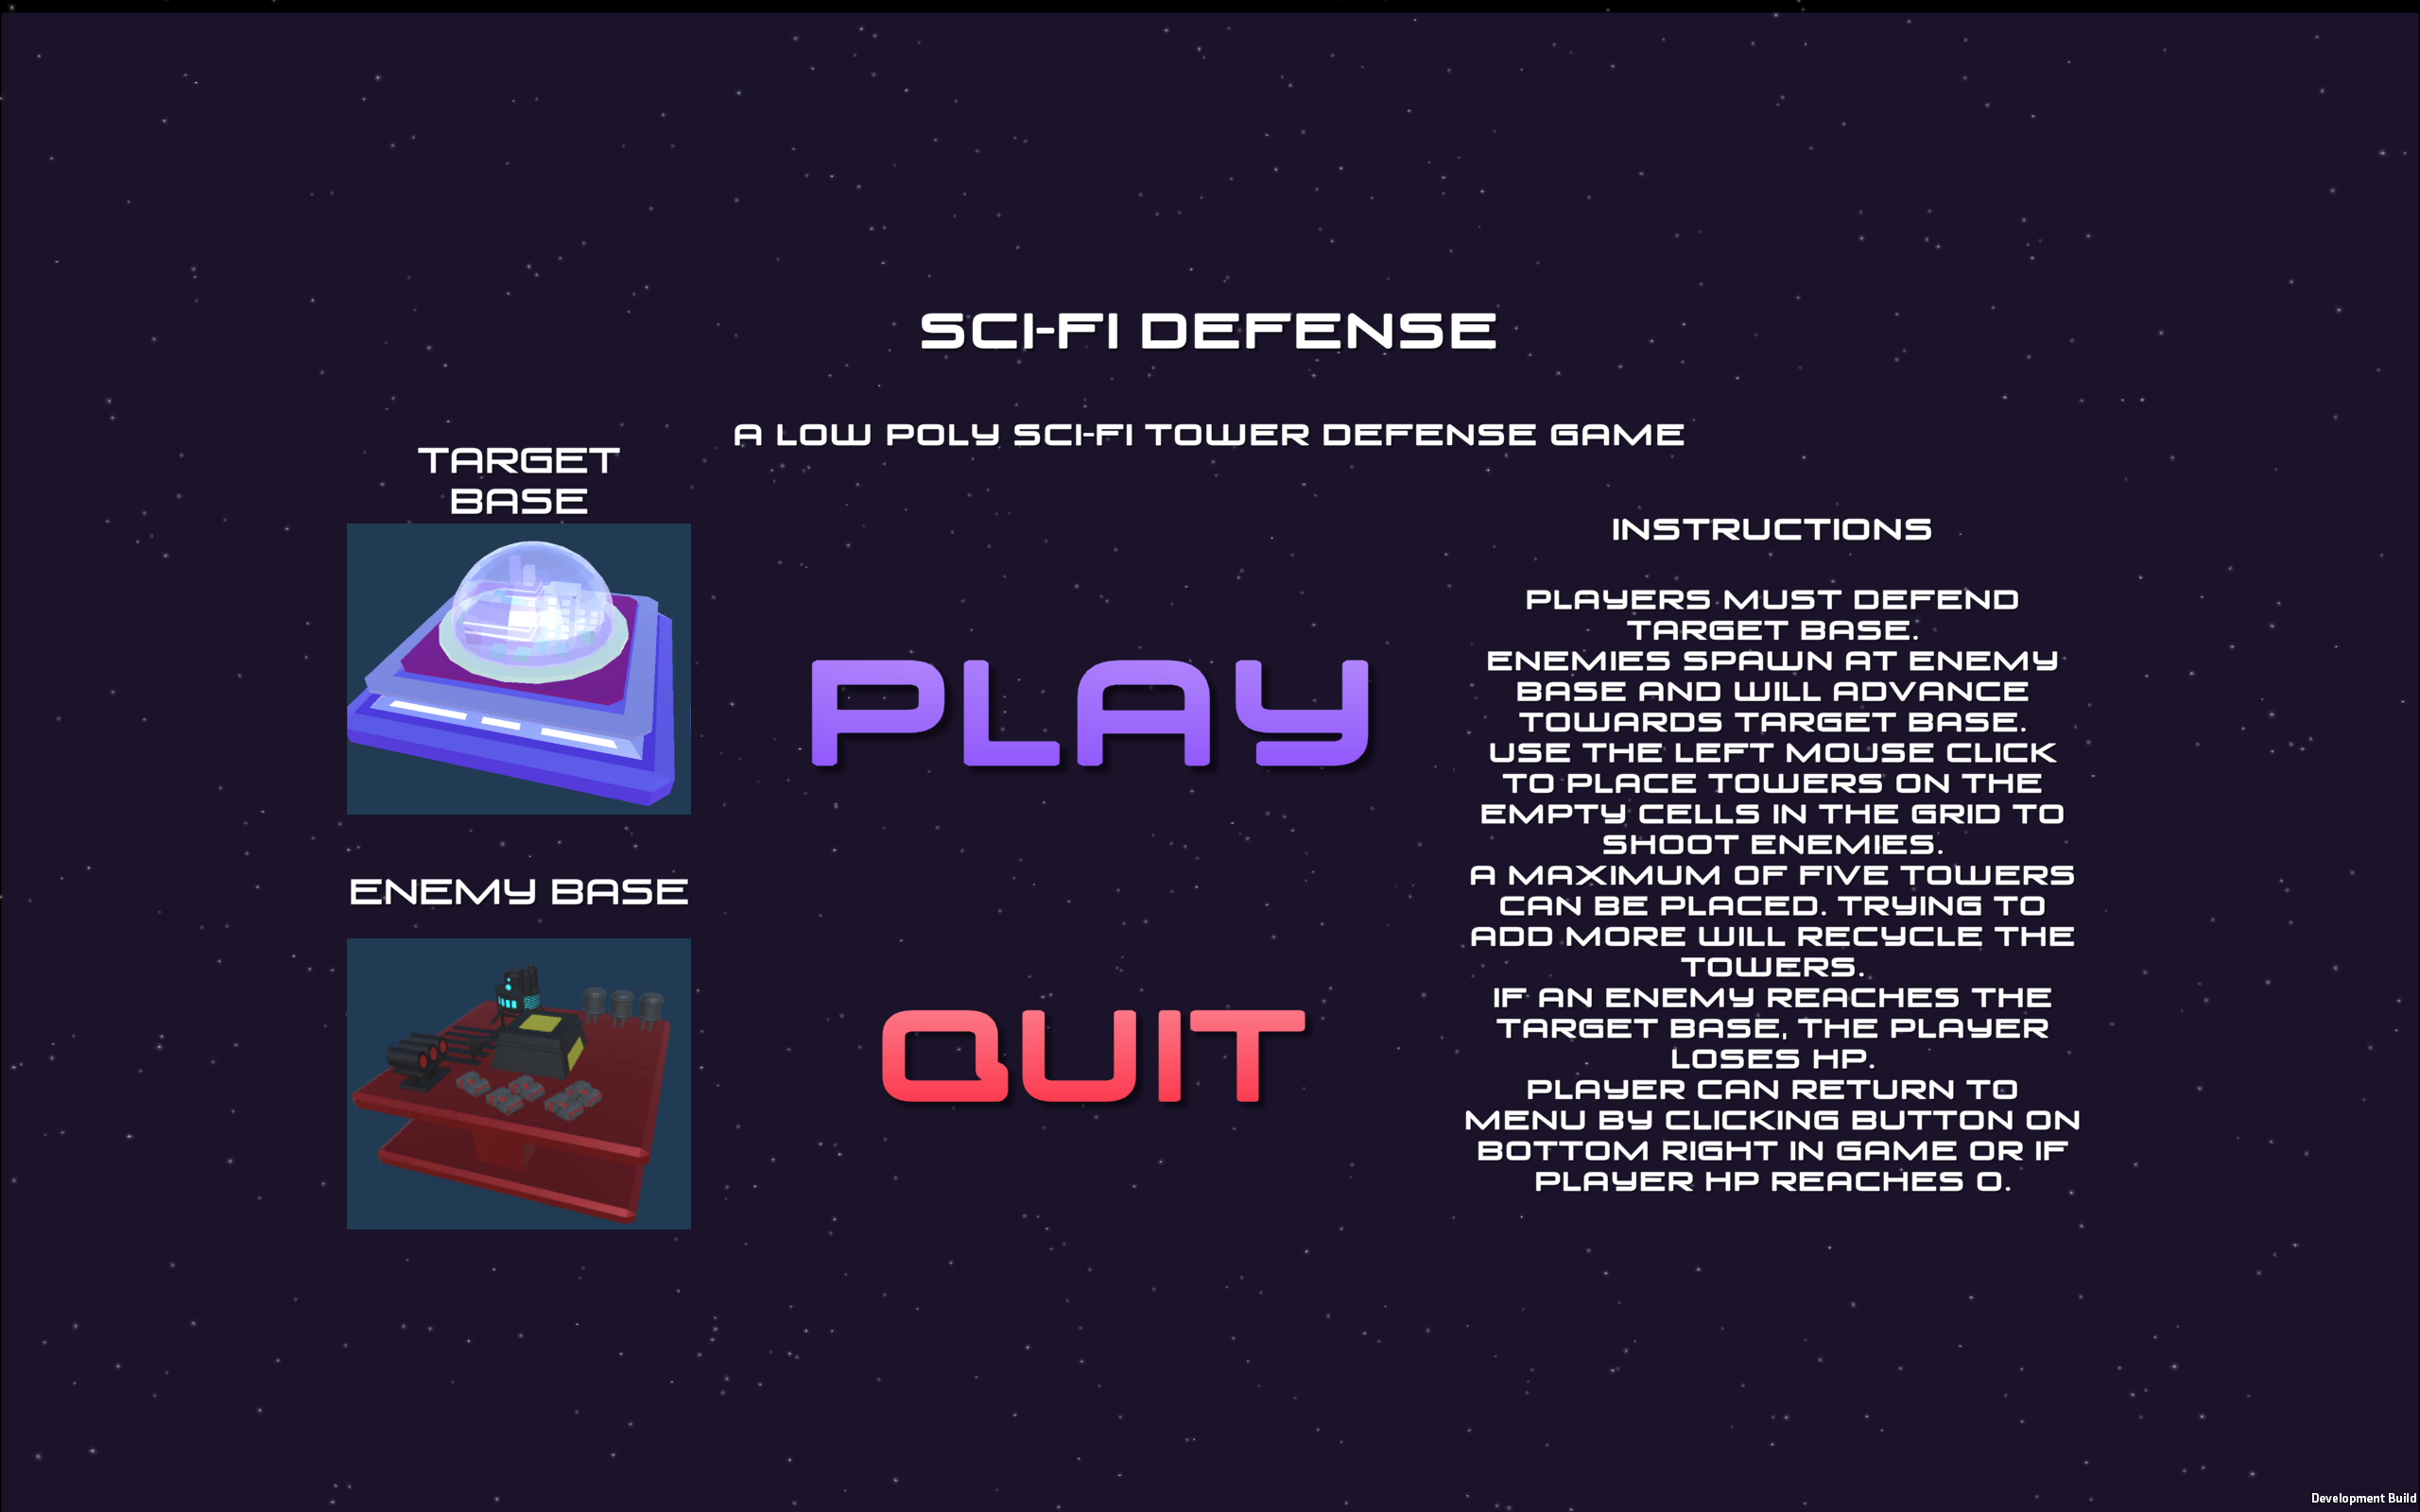 SCI-FI DEFENSE
A LOW POLY SCI-FI TOWER DEFENSE GAME
TARGET
BASE
ENEMY BASE
PLAY
QUIT
INSTRUCTIONS
PLAYERS MUST DEFEND
TARGET BASE.
ENEMIES SPAWN AT ENEMY
BASE AND WILL ADVANCE
TOWARDS TARGET BASE.
USE THE LEFT MOUSE CLICK
TO PLACE TOWERS ON THE
EMPTY CELLS IN THE GRID TO
SHOOT ENEMIES.
A MAXIMUM OF FIVE TOWERS
CAN BE PLACED. TRYING TO
ADD MORE WILL RECYCLE THE
TOWERS.
IF AN ENEMY REACHES THE
TARGET BASE, THE PLAYER
LOSES HP.
PLAYER CAN RETURN TO
MENU BY CLICKING BUTTON ON
BOTTOM RIGHT IN GAME OR IF
PLAYER HP REACHES 0.
Development Build